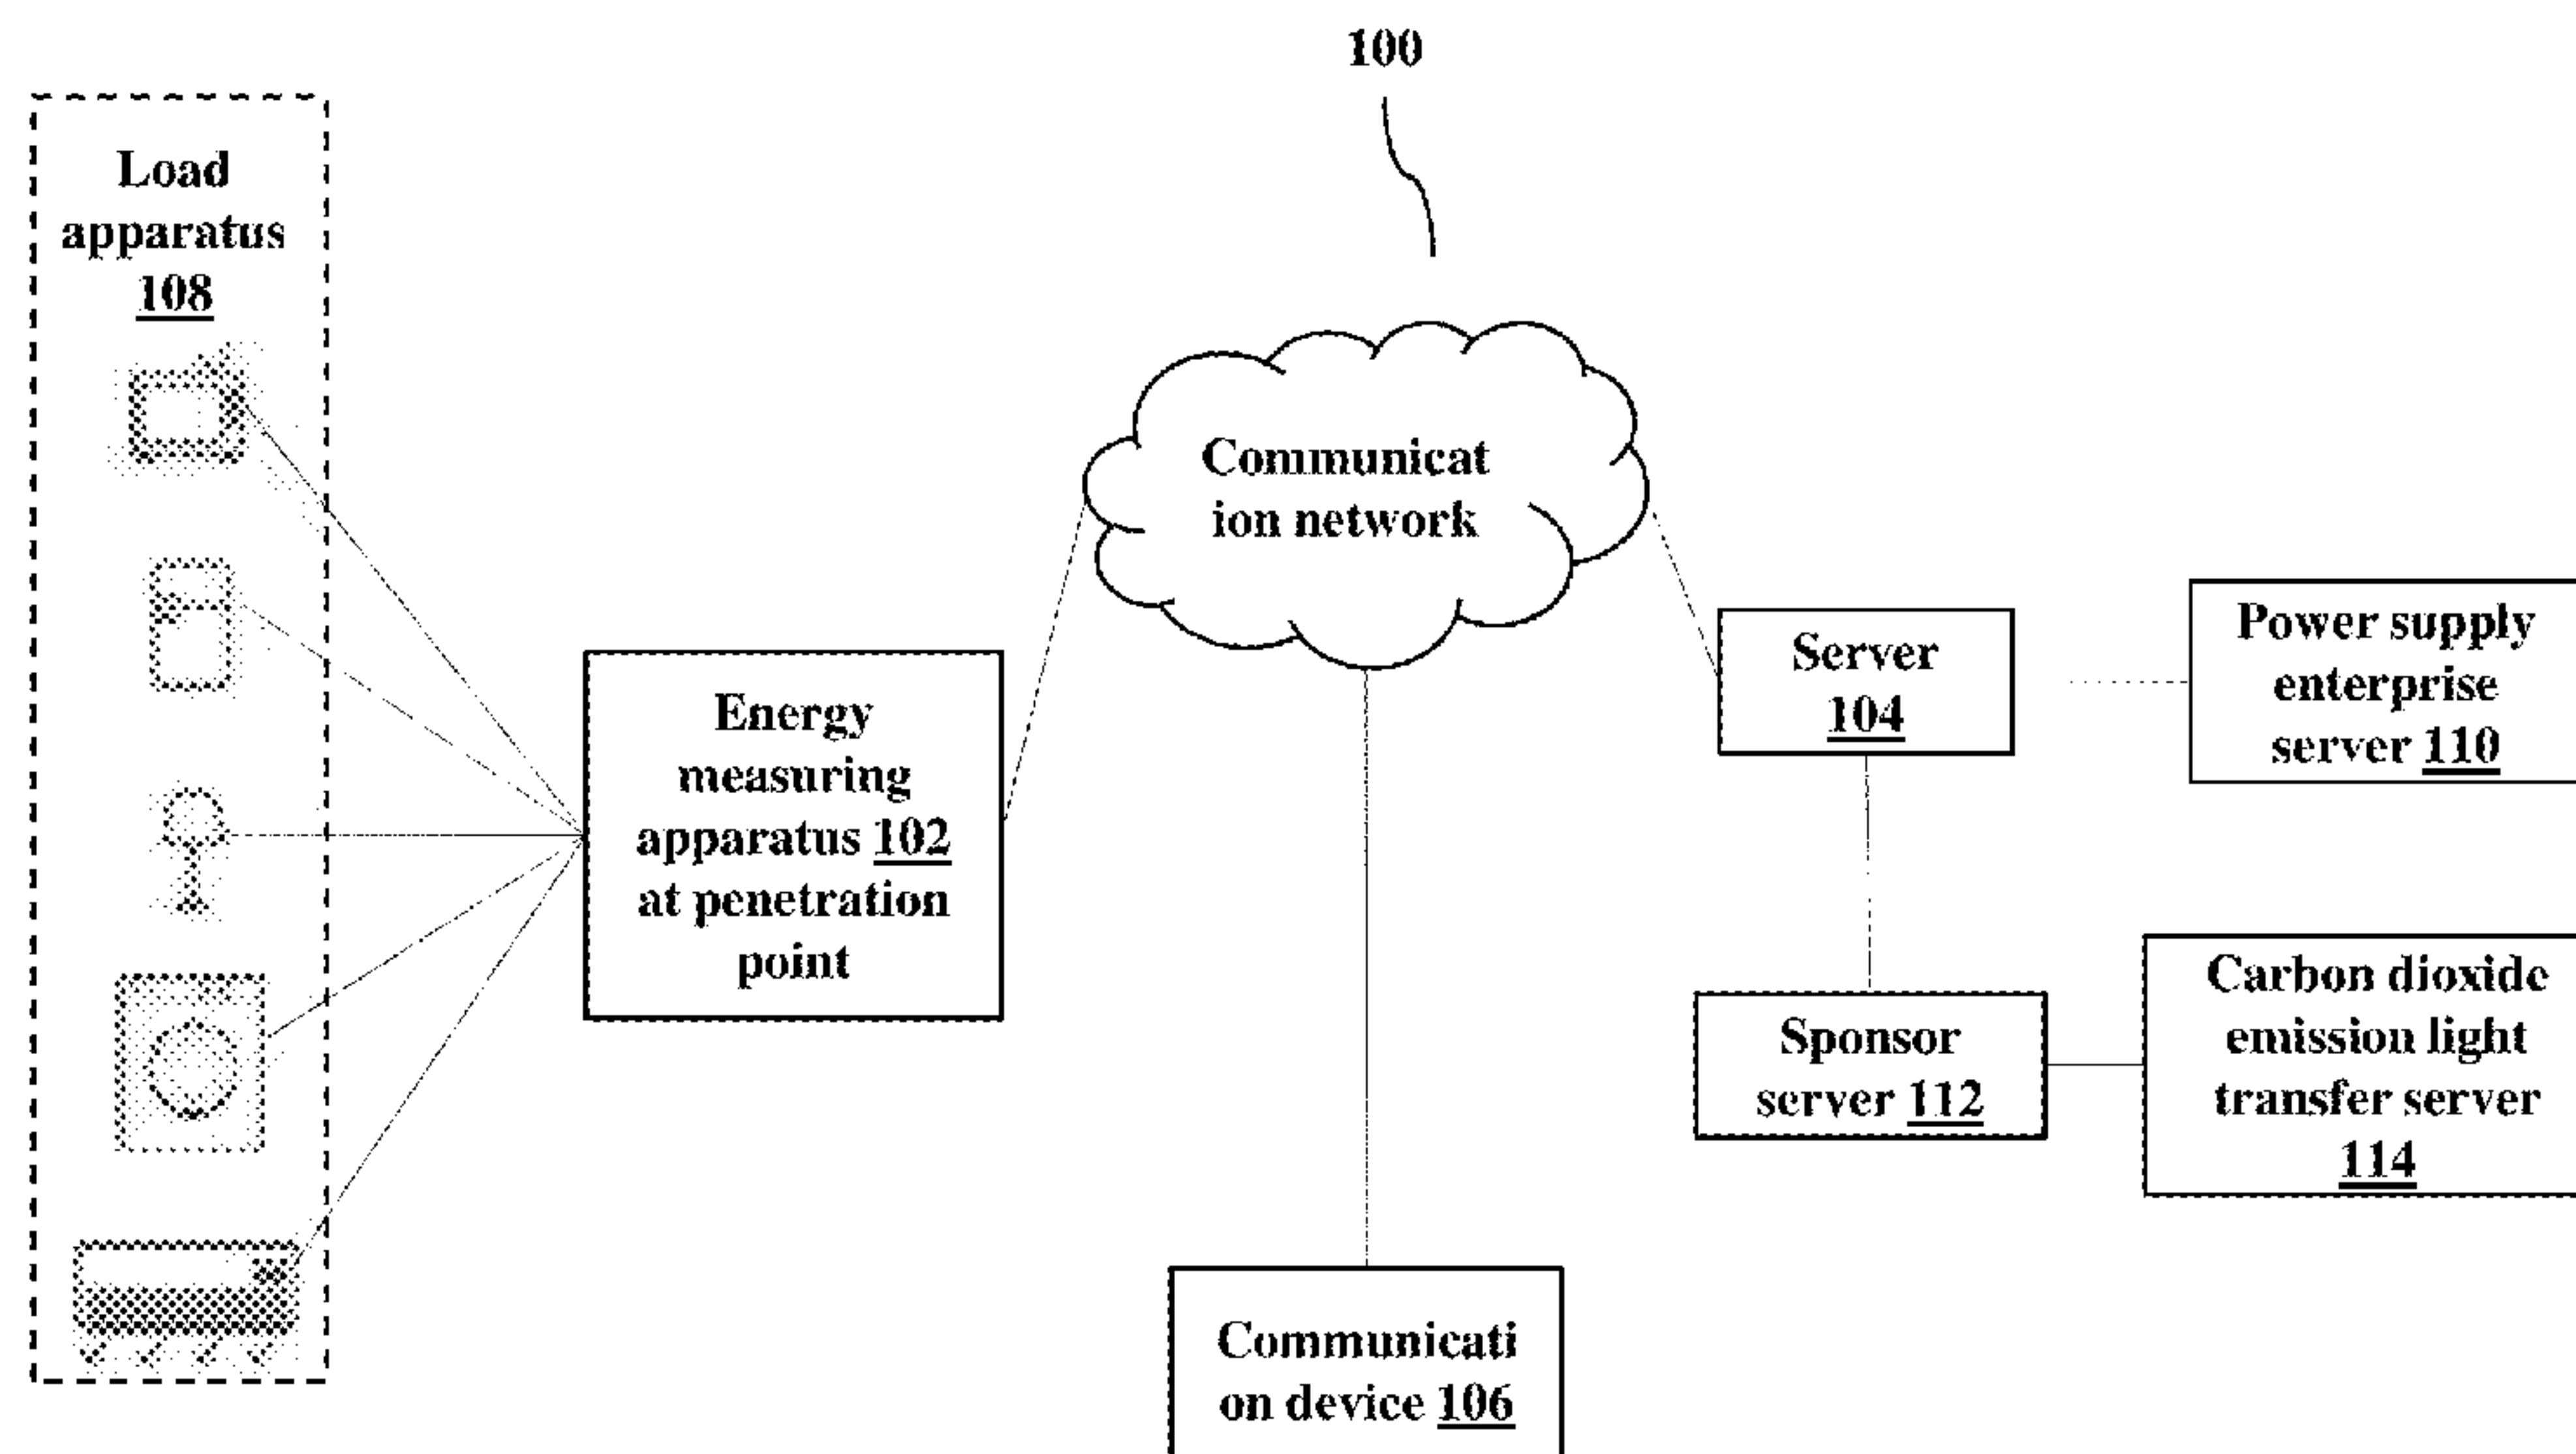 100
Load
apparatus
108
Communicat
ion network
Energy
measuring
apparatus 102
at penetration
point
Server
104
Power supply
enterprise
server 110
Sponsor
server 112
Carbon dioxide
emission light
transfer server
114
Communicati
on device 106